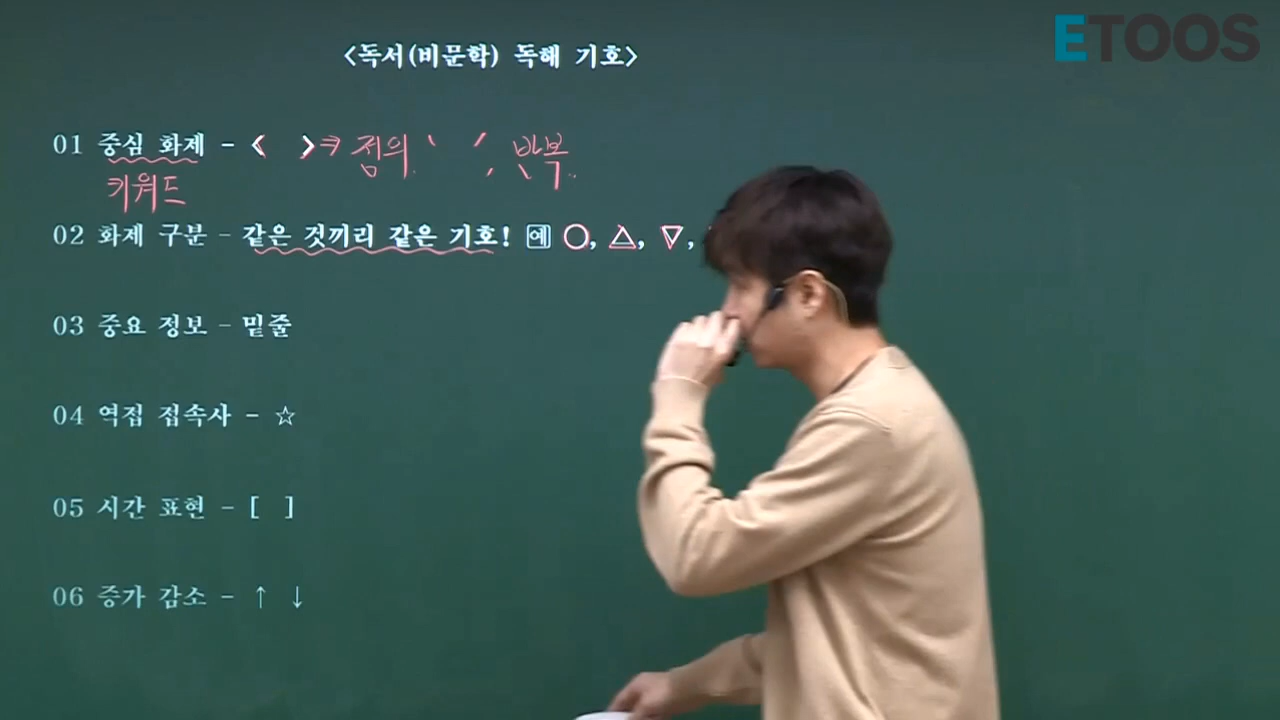 ETOOS
<독서(비문학) 독해 기호>
01 중심 화제 - < > → 정의 ' ', 반복
키워드
02 화제 구분 - 같은 것끼리 같은 기호! 예 ○, △, ▽,
03 중요 정보 - 밑줄
04 역접 접속사 - ☆
05 시간 표현 - [ ]
06 증가 감소 - ↑ ↓